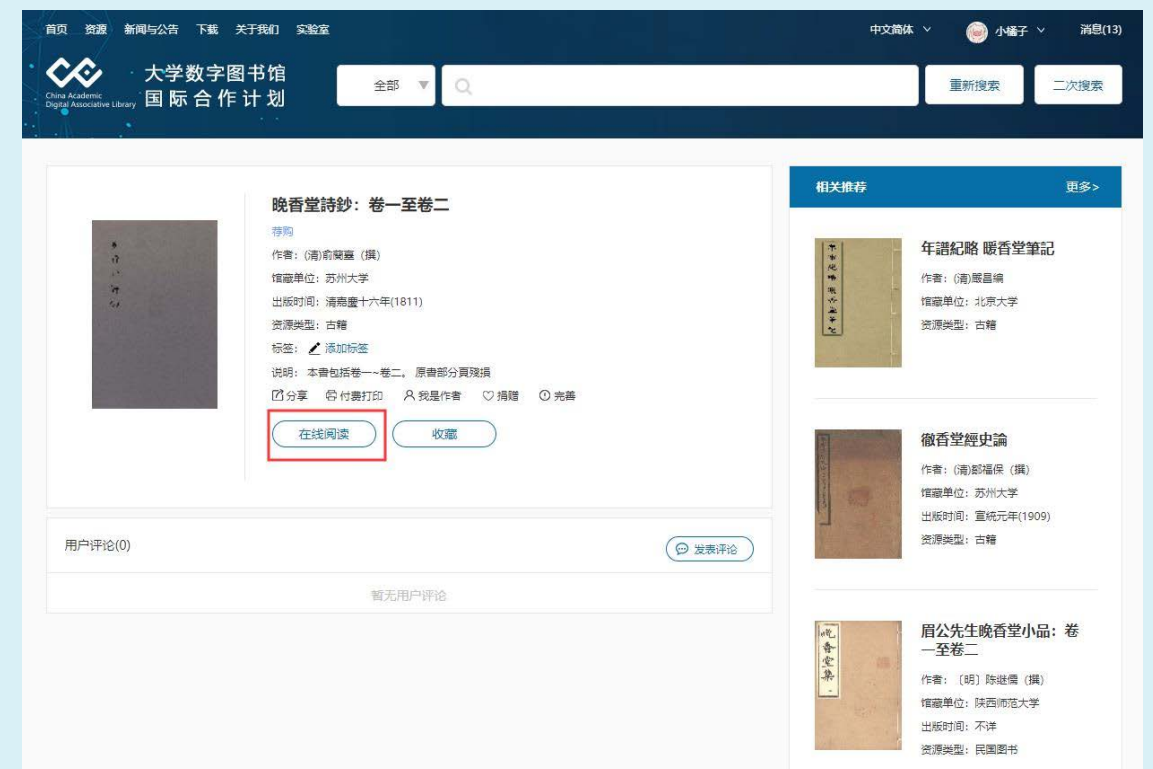 首页 资源 新闻与公告 下载 关于我们 实验室 中文简体 小橘子 消息(13)
China Academic
Digital Associative Library
大学数字图书馆
国际合作计划
全部 重新搜索 二次搜索
晚香堂詩鈔：卷一至卷二
荐购
馆藏单位：苏州大学
出版时间：清嘉慶十六年(1811)
资源类型：古籍
标签： 添加标签
说明： 本書包括卷一~卷二。原書部分頁殘損
分享 付费打印 我是作者 捐赠 完善
在线阅读 收藏
用户评论(0) 发表评论
暂无用户评论
相关推荐 更多>
年譜紀略 暖香堂筆記
作者：(清)嚴昌编
馆藏单位：北京大学
资源类型：古籍
徹香堂經史論
作者：(清)鄒福保（撰）
馆藏单位：苏州大学
出版时间：宣統元年(1909)
资源类型：古籍
晚香堂集
眉公先生晚香堂小品：卷
一至卷二
作者：〔明〕陈继儒（撰）
馆藏单位：陕西师范大学
出版时间：不详
资源类型：民国图书